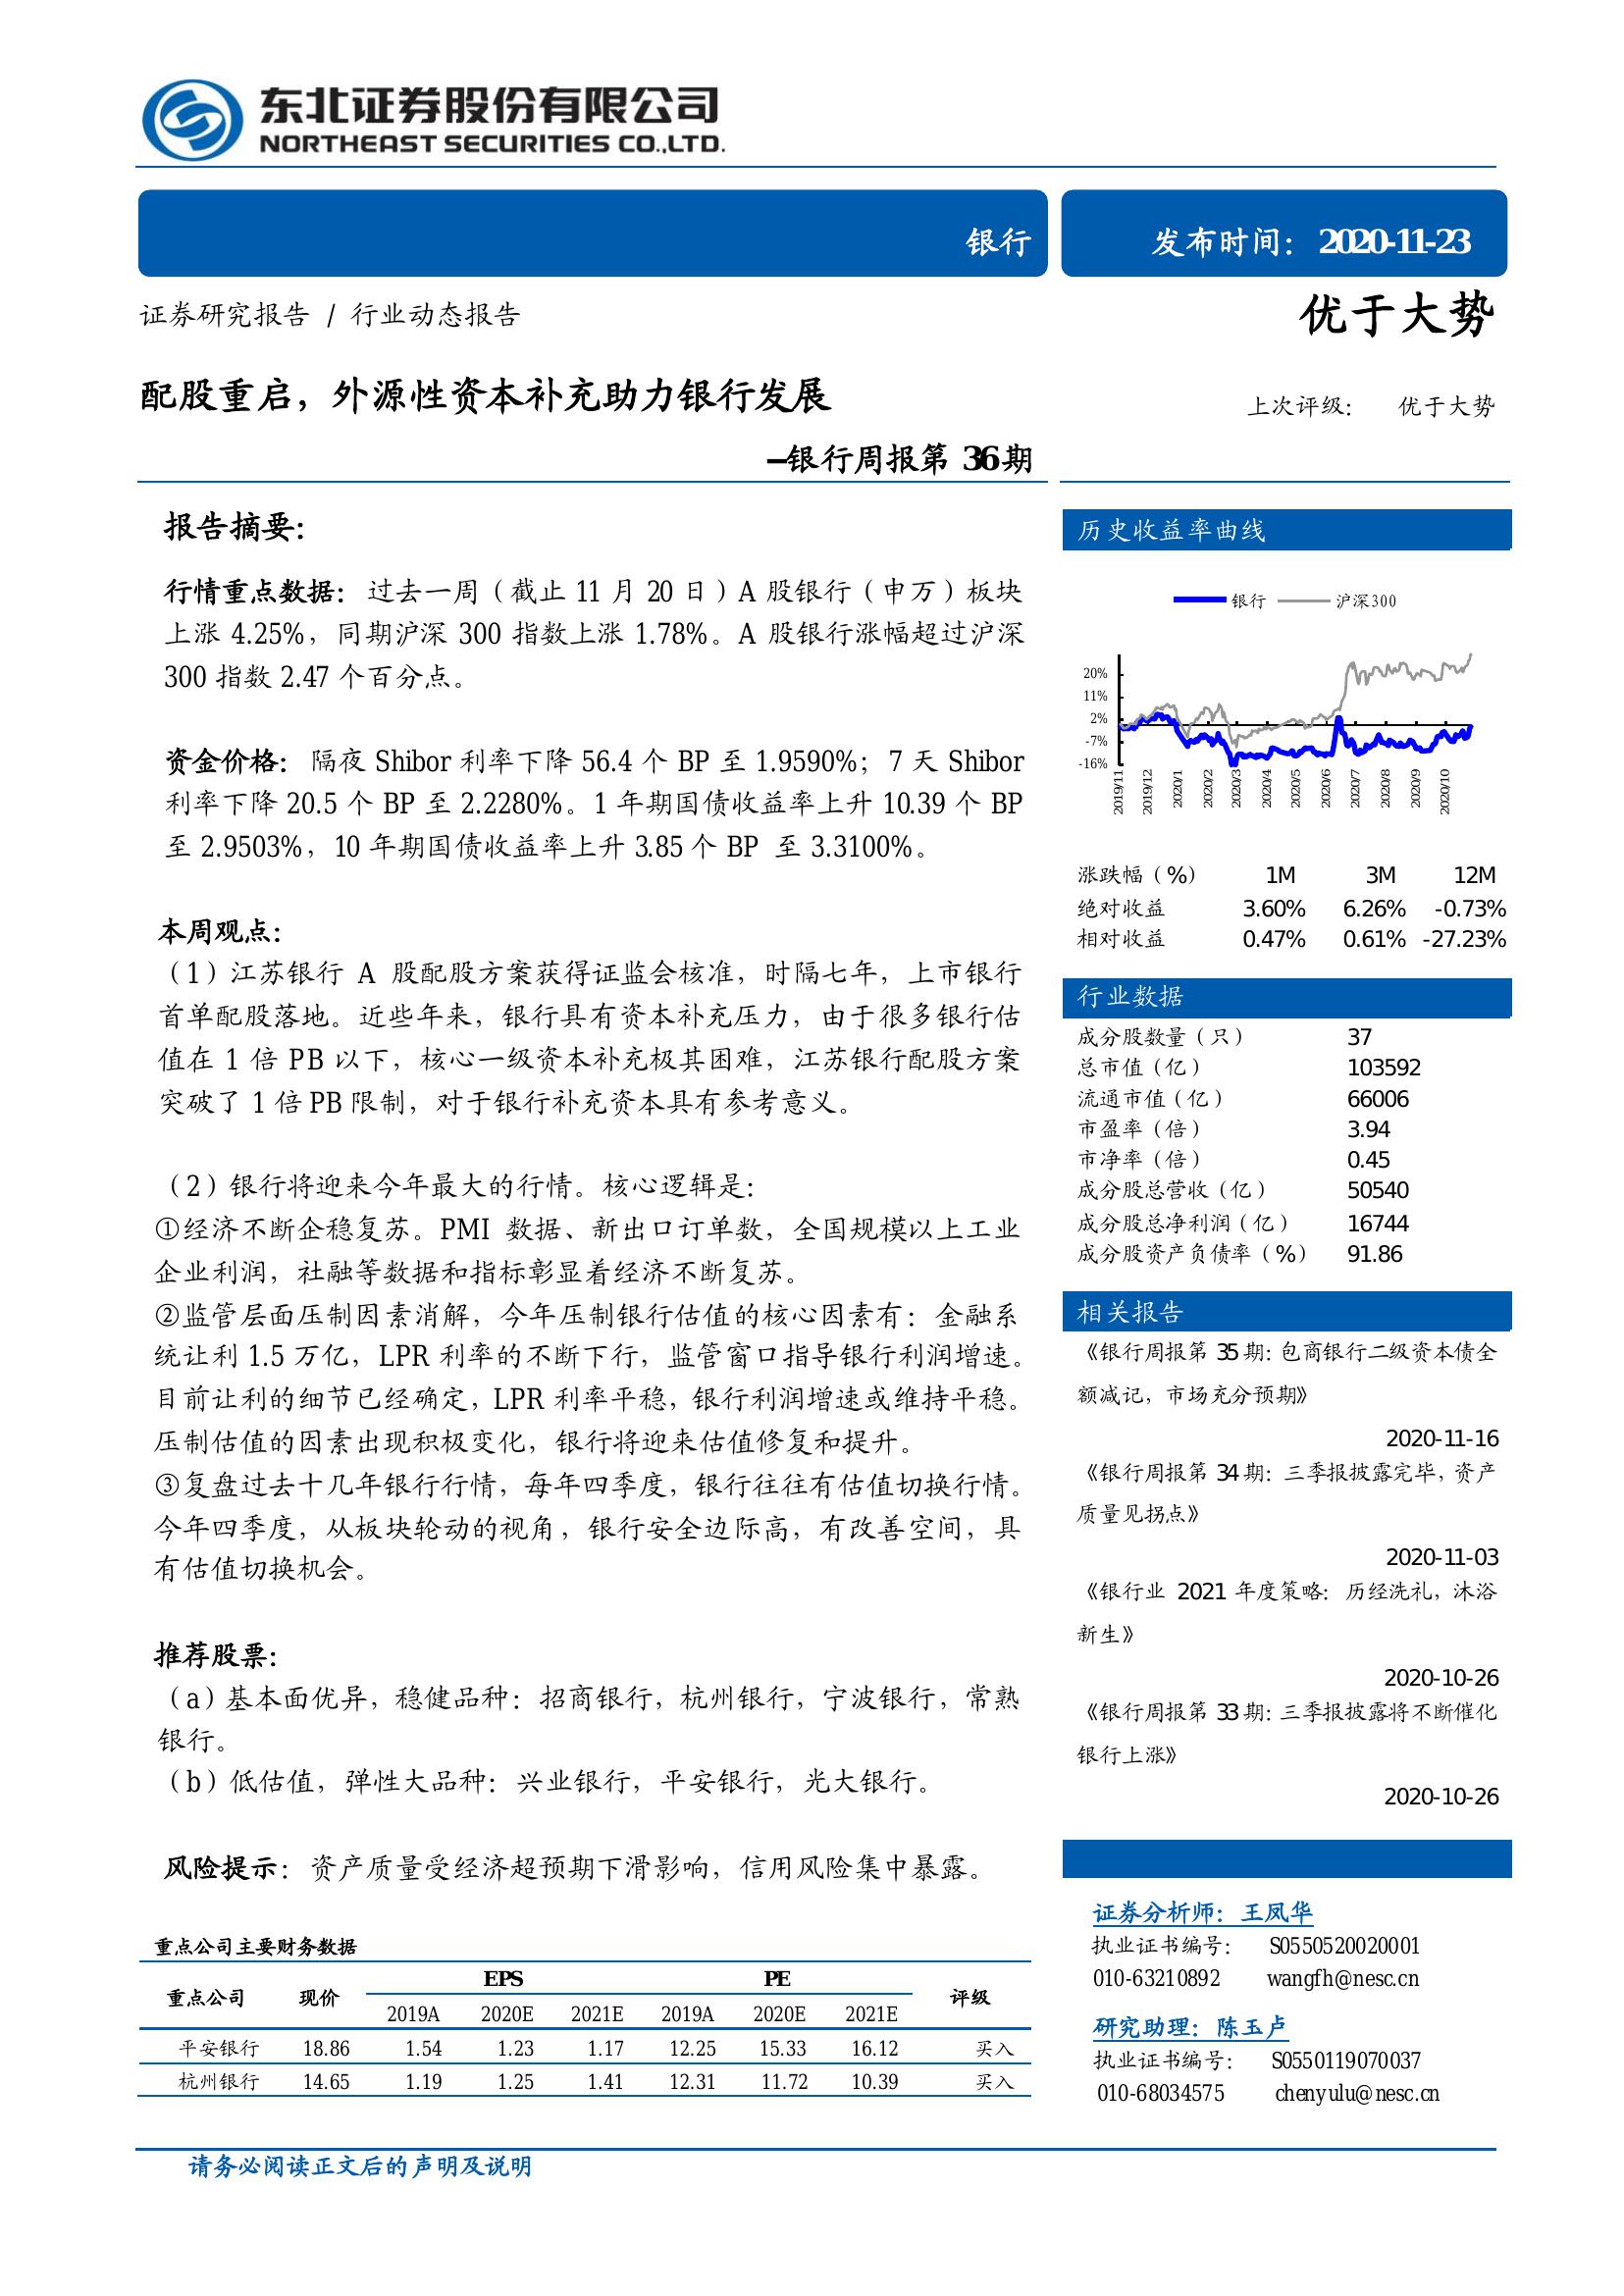 东北证券股份有限公司
NORTHEAST SECURITIES CO.,LTD.
银行
发布时间：2020-11-23
证券研究报告 / 行业动态报告
优于大势
配股重启，外源性资本补充助力银行发展
上次评级： 优于大势
—银行周报第 36 期
报告摘要：
行情重点数据：过去一周（截止 11 月 20 日）A 股银行（申万）板块
上涨 4.25%，同期沪深 300 指数上涨 1.78%。A 股银行涨幅超过沪深
300 指数 2.47 个百分点。
资金价格：隔夜 Shibor 利率下降 56.4 个 BP 至 1.9590%；7 天 Shibor
利率下降 20.5 个 BP 至 2.2280%。1 年期国债收益率上升 10.39 个 BP
至 2.9503%，10 年期国债收益率上升 3.85 个 BP 至 3.3100%。
本周观点：
（1）江苏银行 A 股配股方案获得证监会核准，时隔七年，上市银行
首单配股落地。近些年来，银行具有资本补充压力，由于很多银行估
值在 1 倍 PB 以下，核心一级资本补充极其困难，江苏银行配股方案
突破了 1 倍 PB 限制，对于银行补充资本具有参考意义。
（2）银行将迎来今年最大的行情。核心逻辑是：
①经济不断企稳复苏。PMI 数据、新出口订单数，全国规模以上工业
企业利润，社融等数据和指标彰显着经济不断复苏。
②监管层面压制因素消解，今年压制银行估值的核心因素有：金融系
统让利 1.5 万亿，LPR 利率的不断下行，监管窗口指导银行利润增速。
目前让利的细节已经确定，LPR 利率平稳，银行利润增速或维持平稳。
压制估值的因素出现积极变化，银行将迎来估值修复和提升。
③复盘过去十几年银行行情，每年四季度，银行往往有估值切换行情。
今年四季度，从板块轮动的视角，银行安全边际高，有改善空间，具
有估值切换机会。
推荐股票：
（a）基本面优异，稳健品种：招商银行，杭州银行，宁波银行，常熟
银行。
（b）低估值，弹性大品种：兴业银行，平安银行，光大银行。
风险提示：资产质量受经济超预期下滑影响，信用风险集中暴露。
重点公司主要财务数据
重点公司 现价 EPS PE 评级
2019A 2020E 2021E 2019A 2020E 2021E
平安银行 18.86 1.54 1.23 1.17 12.25 15.33 16.12 买入
杭州银行 14.65 1.19 1.25 1.41 12.31 11.72 10.39 买入
历史收益率曲线
银行 沪深300
20%
11%
2%
-7%
-16%
2019/11 2019/12 2020/1 2020/2 2020/3 2020/4 2020/5 2020/6 2020/7 2020/8 2020/9 2020/10
涨跌幅（%） 1M 3M 12M
绝对收益 3.60% 6.26% -0.73%
相对收益 0.47% 0.61% -27.23%
行业数据
成分股数量（只） 37
总市值（亿） 103592
流通市值（亿） 66006
市盈率（倍） 3.94
市净率（倍） 0.45
成分股总营收（亿） 50540
成分股总净利润（亿） 16744
成分股资产负债率（%） 91.86
相关报告
《银行周报第 35 期：包商银行二级资本债全
额减记，市场充分预期》
2020-11-16
《银行周报第 34 期：三季报披露完毕，资产
质量见拐点》
2020-11-03
《银行业 2021 年度策略：历经洗礼，沐浴
新生》
2020-10-26
《银行周报第 33 期：三季报披露将不断催化
银行上涨》
2020-10-26
证券分析师：王凤华
执业证书编号： S0550520020001
010-63210892 wangfh@nesc.cn
研究助理：陈玉卢
执业证书编号： S0550119070037
010-68034575 chenyulu@nesc.cn
请务必阅读正文后的声明及说明